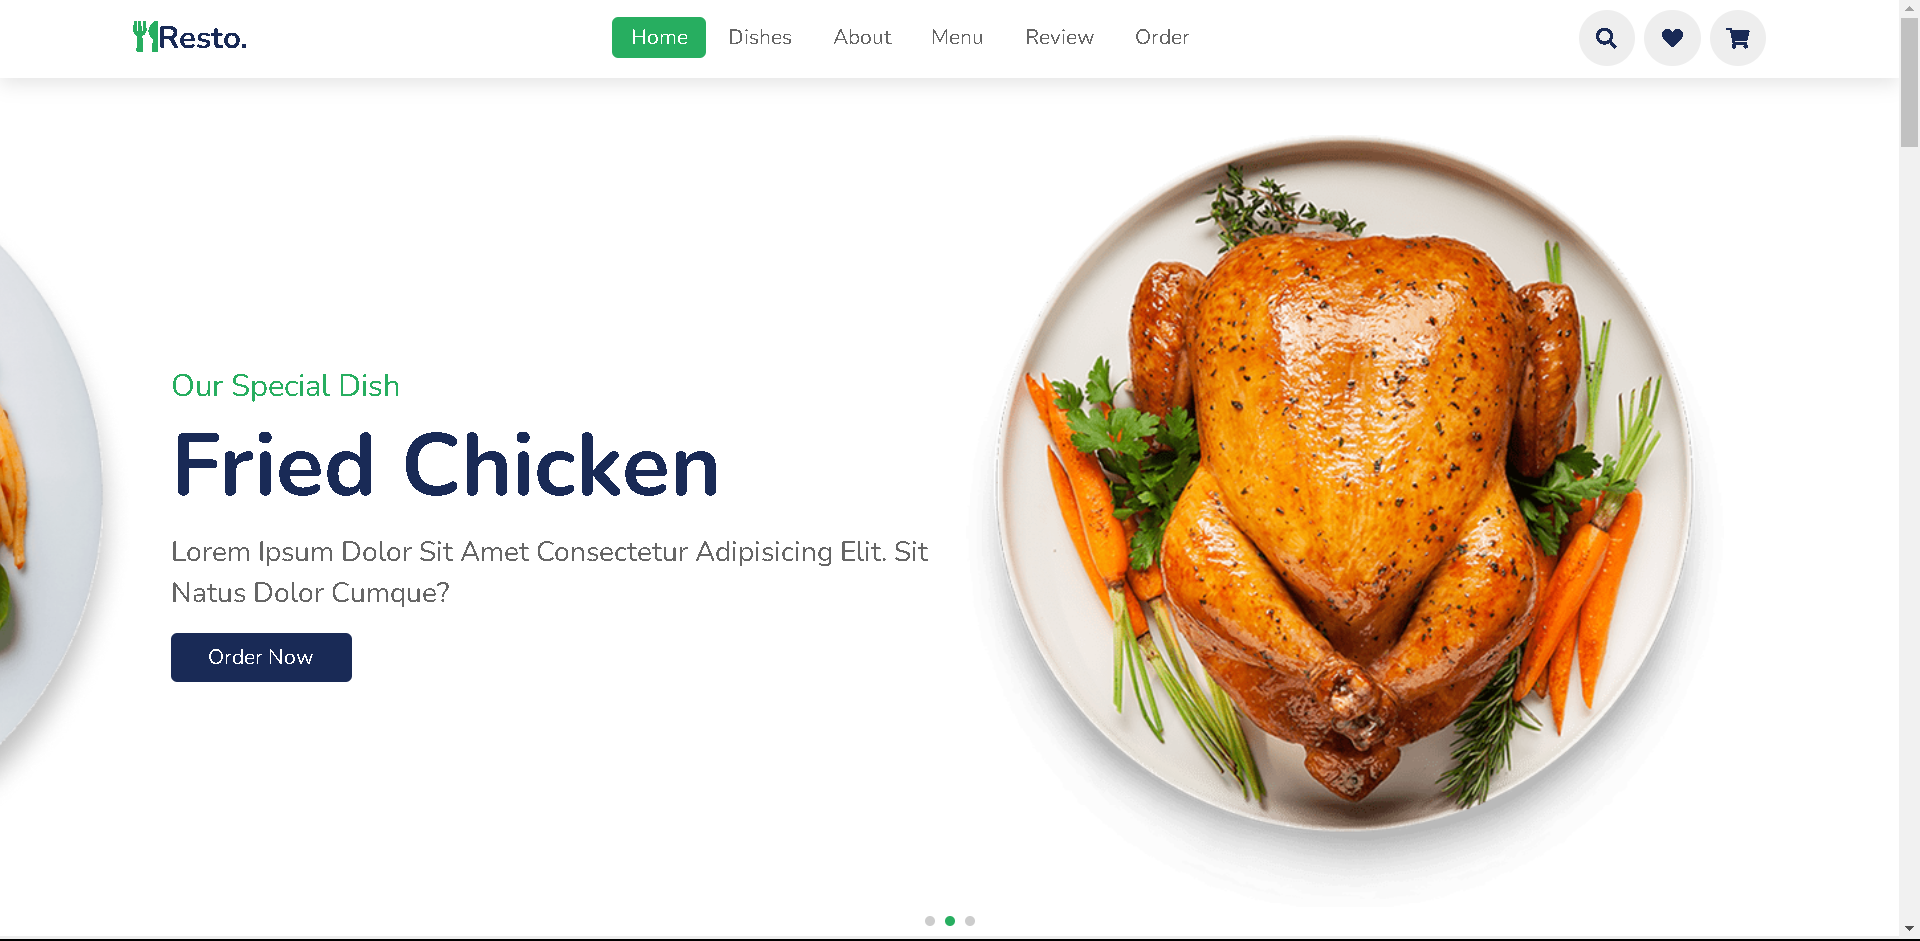 Resto.
Home Dishes About Menu Review Order
Our Special Dish
Fried Chicken
Lorem Ipsum Dolor Sit Amet Consectetur Adipisicing Elit. Sit
Natus Dolor Cumque?
Order Now